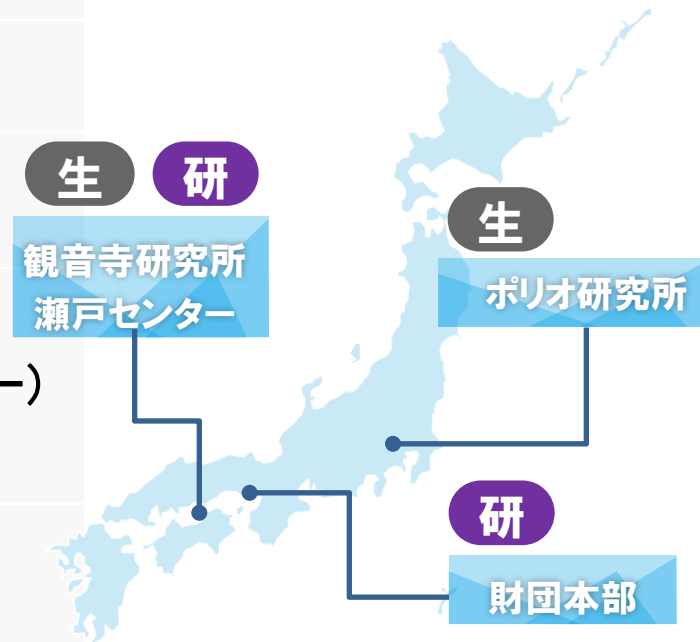 生 研
観音寺研究所
瀬戸センター
生
ポリオ研究所
ー）
研
財団本部